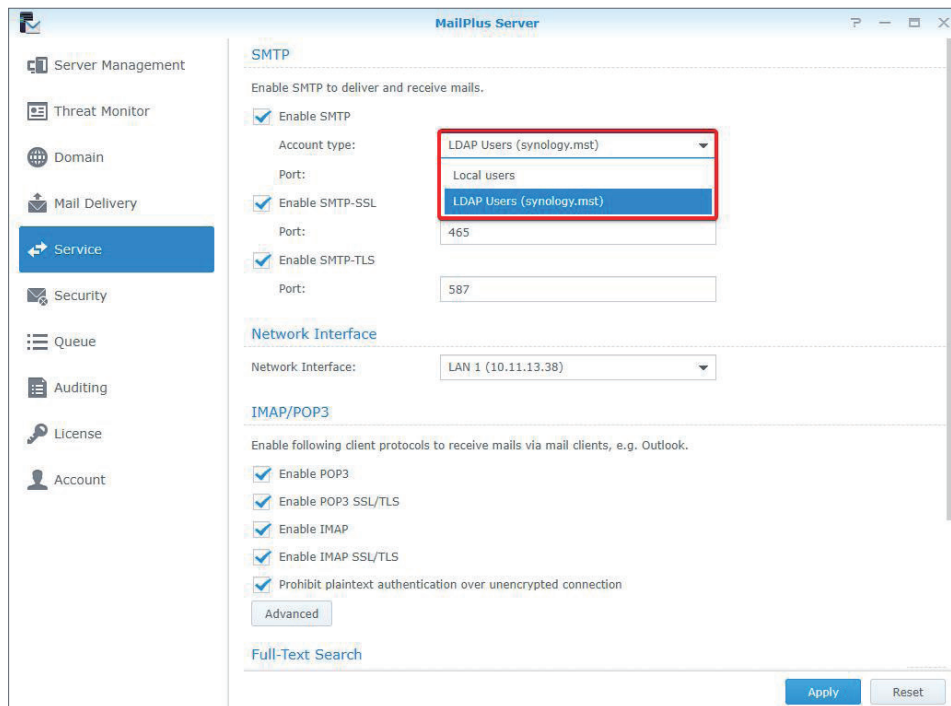 MailPlus Server
Server Management
Threat Monitor
Domain
Mail Delivery
Service
Security
Queue
Auditing
License
Account
SMTP
Enable SMTP to deliver and receive mails.
Enable SMTP
Account type: LDAP Users (synology.mst)
Local users
LDAP Users (synology.mst)
Port:
Enable SMTP-SSL
Port: 465
Enable SMTP-TLS
Port: 587
Network Interface
Network Interface: LAN 1 (10.11.13.38)
IMAP/POP3
Enable following client protocols to receive mails via mail clients, e.g. Outlook.
Enable POP3
Enable POP3 SSL/TLS
Enable IMAP
Enable IMAP SSL/TLS
Prohibit plaintext authentication over unencrypted connection
Advanced
Full-Text Search
Apply Reset